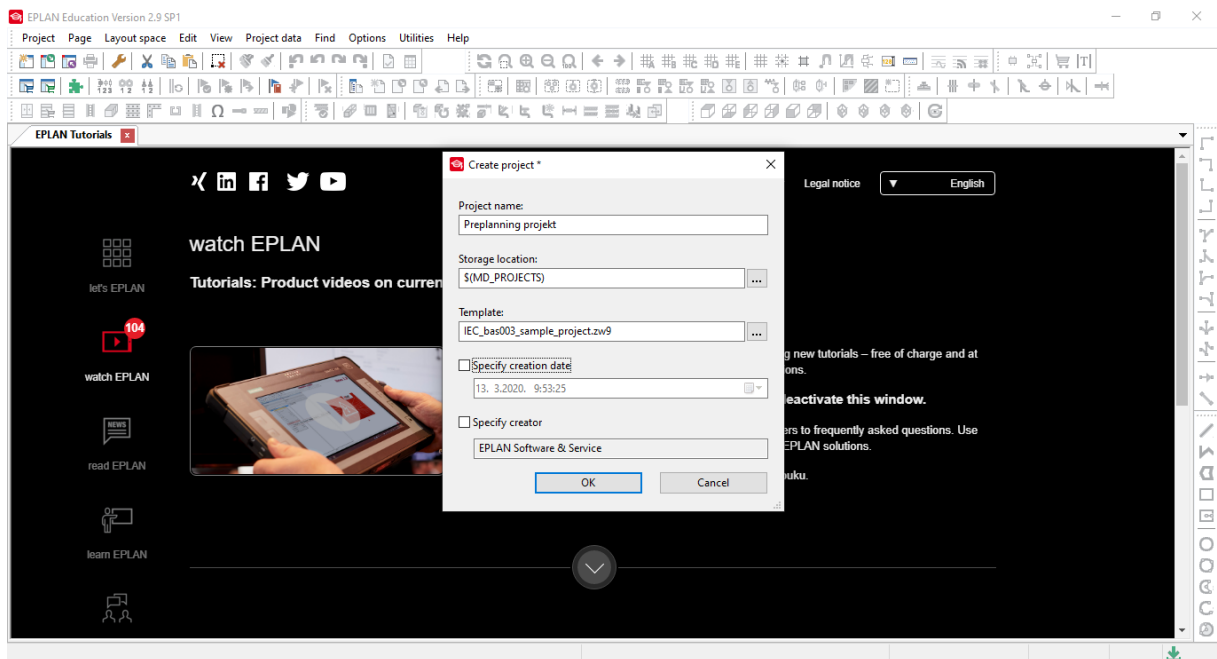 EPLAN Education Version 2.9 SP1
Project Page Layout space Edit View Project data Find Options Utilities Help
EPLAN Tutorials
Create project *
Legal notice
English
Project name:
Preplanning projekt
watch EPLAN
Storage location:
$(MD_PROJECTS)
...
Tutorials: Product videos on curren
let's EPLAN
Template:
IEC_bas003_sample_project.zw9
...
104
g new tutorials – free of charge and at
ons.
Specify creation date
watch EPLAN
13. 3.2020. 9:53:25
eactivate this window.
NEWS
Specify creator
ers to frequently asked questions. Use
EPLAN solutions.
EPLAN Software & Service
read EPLAN
OK
Cancel
ouku.
learn EPLAN